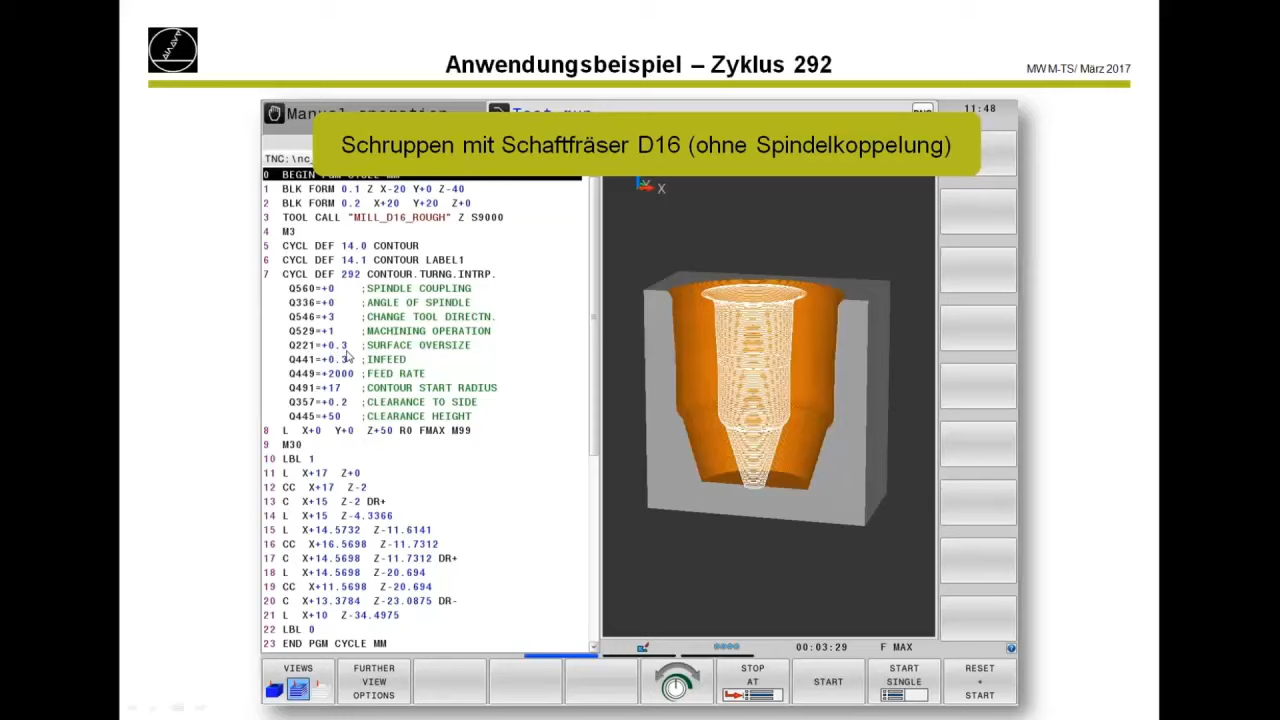 Anwendungsbeispiel – Zyklus 292
MWM-TS/ März 2017
11:48
Schruppen mit Schaftfräser D16 (ohne Spindelkoppelung)
TNC:\nc_
X
0 BEGIN PGM CYCLE MM
1 BLK FORM 0.1 Z X-20 Y+0 Z-40
2 BLK FORM 0.2 X+20 Y+20 Z+0
3 TOOL CALL "MILL_D16_ROUGH" Z S9000
4 M3
5 CYCL DEF 14.0 CONTOUR
6 CYCL DEF 14.1 CONTOUR LABEL1
7 CYCL DEF 292 CONTOUR.TURNG.INTRP.
Q560=+0 ;SPINDLE COUPLING
Q336=+0 ;ANGLE OF SPINDLE
Q546=+3 ;CHANGE TOOL DIRECTN.
Q529=+1 ;MACHINING OPERATION
Q221=+0.3 ;SURFACE OVERSIZE
Q441=+0.3 ;INFEED
Q449=+2000 ;FEED RATE
Q491=+17 ;CONTOUR START RADIUS
Q357=+0.2 ;CLEARANCE TO SIDE
Q445=+50 ;CLEARANCE HEIGHT
8 L X+0 Y+0 Z+50 R0 FMAX M99
9 M30
10 LBL 1
11 L X+17 Z+0
12 CC X+17 Z-2
13 C X+15 Z-2 DR+
14 L X+15 Z-4.3366
15 L X+14.5732 Z-11.6141
16 CC X+16.5698 Z-11.7312
17 C X+14.5698 Z-11.7312 DR+
18 L X+14.5698 Z-20.694
19 CC X+11.5698 Z-20.694
20 C X+13.3784 Z-23.0875 DR-
21 L X+10 Z-34.4975
22 LBL 0
23 END PGM CYCLE MM
00:03:29 F MAX
VIEWS
FURTHER
VIEW
OPTIONS
STOP
AT
START
START
SINGLE
RESET
+
START